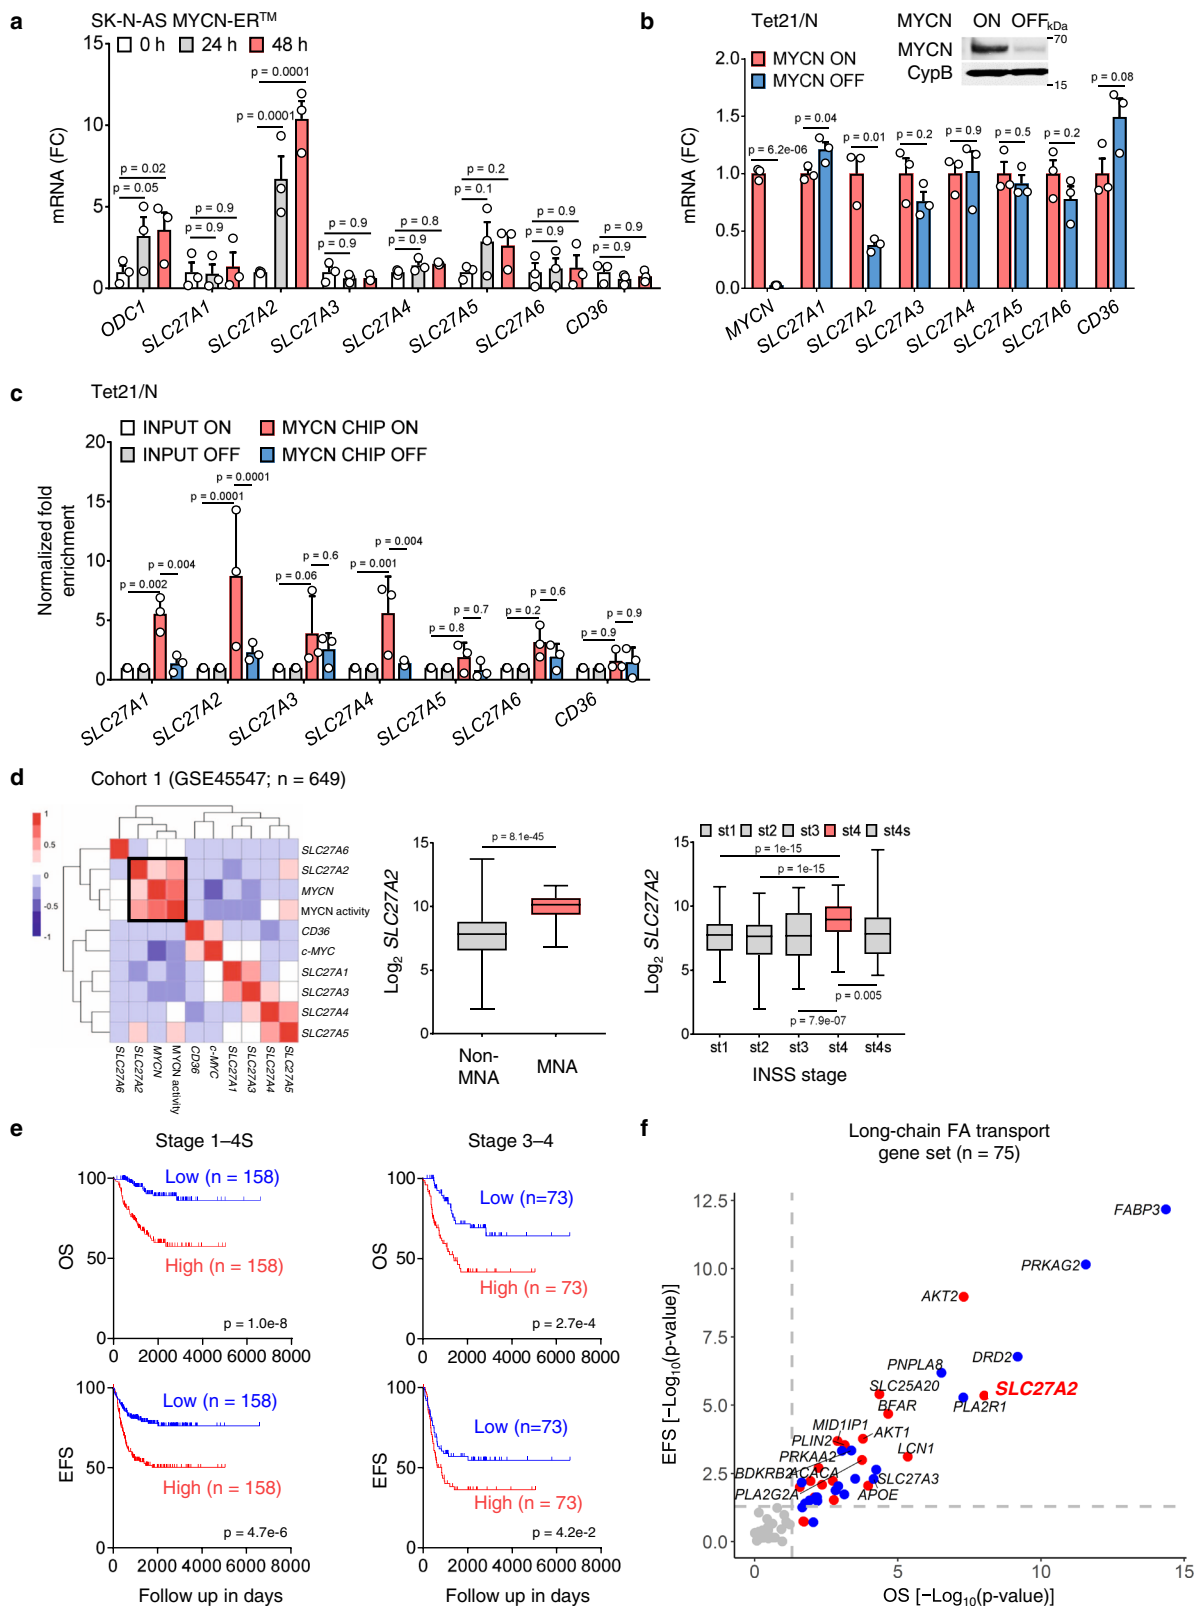 a
SK-N-AS MYCN-ER™
0 h 24 h 48 h
mRNA (FC)
15
10
5
0
p = 0.02
p = 0.05
p = 0.9
p = 0.9
p = 0.0001
p = 0.0001
p = 0.9
p = 0.9
p = 0.8
p = 0.9
p = 0.2
p = 0.1
p = 0.9
p = 0.9
p = 0.9
p = 0.9
ODC1
SLC27A1
SLC27A2
SLC27A3
SLC27A4
SLC27A5
SLC27A6
CD36
b
Tet21/N
MYCN ON OFF kDa
MYCN
CypB
70
15
MYCN ON
MYCN OFF
mRNA (FC)
2.0
1.5
1.0
0.5
0.0
p = 6.2e-06
p = 0.04
p = 0.01
p = 0.2
p = 0.9
p = 0.5
p = 0.2
p = 0.08
MYCN
SLC27A1
SLC27A2
SLC27A3
SLC27A4
SLC27A5
SLC27A6
CD36
c
Tet21/N
INPUT ON
INPUT OFF
MYCN CHIP ON
MYCN CHIP OFF
Normalized fold
enrichment
20
15
10
5
0
p = 0.002
p = 0.004
p = 0.0001
p = 0.0001
p = 0.06
p = 0.6
p = 0.001
p = 0.004
p = 0.8
p = 0.7
p = 0.2
p = 0.6
p = 0.9
p = 0.9
SLC27A1
SLC27A2
SLC27A3
SLC27A4
SLC27A5
SLC27A6
CD36
d
Cohort 1 (GSE45547; n = 649)
1
0.5
0
-0.5
-1
SLC27A6
SLC27A2
MYCN
MYCN activity
CD36
c-MYC
SLC27A1
SLC27A3
SLC27A4
SLC27A5
SLC27A6
SLC27A2
MYCN
MYCN activity
CD36
c-MYC
SLC27A1
SLC27A3
SLC27A4
SLC27A5
Log2 SLC27A2
15
10
5
0
p = 8.1e-45
Non-
MNA
MNA
st1 st2 st3 st4 st4s
Log2 SLC27A2
15
10
5
0
p = 1e-15
p = 1e-15
p = 0.005
p = 7.9e-07
st1 st2 st3 st4 st4s
INSS stage
e
Stage 1–4S
OS
100
50
0
Low (n = 158)
High (n = 158)
p = 1.0e-8
0 2000 4000 6000 8000
Stage 3–4
OS
100
50
0
Low (n=73)
High (n = 73)
p = 2.7e-4
0 2000 4000 6000 8000
EFS
100
50
0
Low (n = 158)
High (n = 158)
p = 4.7e-6
0 2000 4000 6000 8000
Follow up in days
EFS
100
50
0
Low (n=73)
High (n = 73)
p = 4.2e-2
0 2000 4000 6000 8000
Follow up in days
f
Long-chain FA transport
gene set (n = 75)
EFS [−Log10(p-value)]
12.5
10.0
7.5
5.0
2.5
0.0
FABP3
PRKAG2
AKT2
DRD2
PNPLA8
SLC27A2
SLC25A20
PLA2R1
BFAR
MID1IP1
AKT1
PLIN2
LCN1
PRKAA2
BDKRB2
ACACA
SLC27A3
PLA2G2A
APOE
0 5 10 15
OS [−Log10(p-value)]